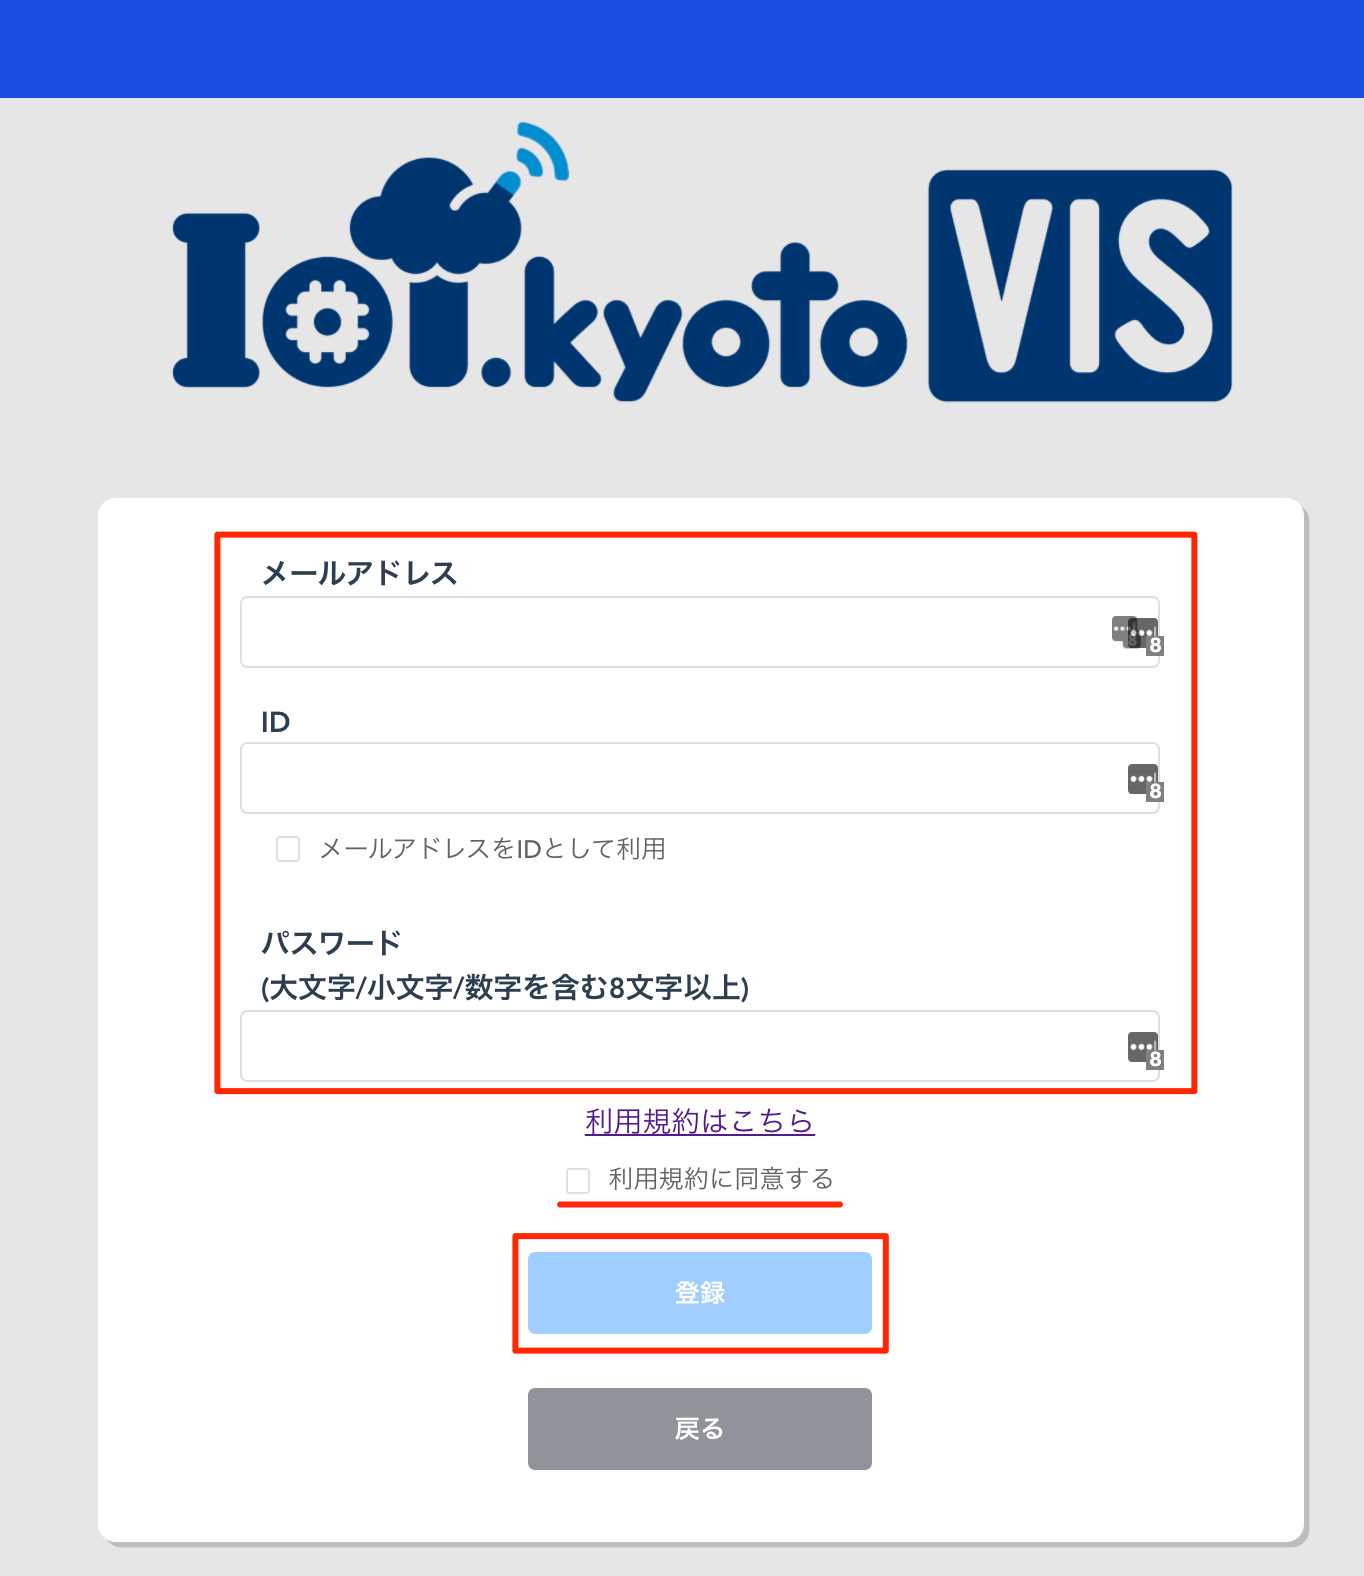 IoT.kyoto VIS
メールアドレス
8
ID
8
メールアドレスをIDとして利用
パスワード
(大文字/小文字/数字を含む8文字以上)
8
利用規約はこちら
利用規約に同意する
登録
戻る